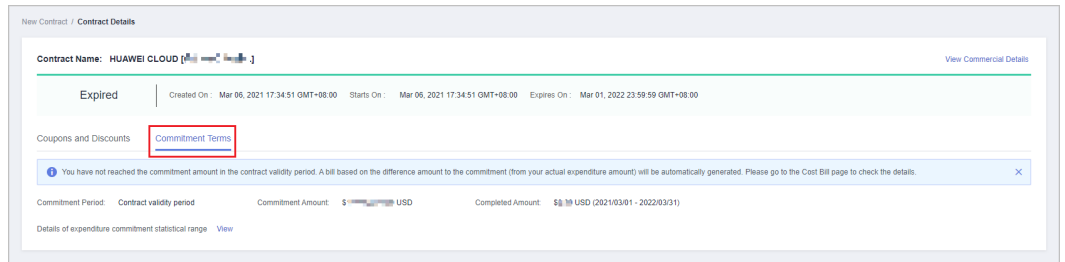 New Contract / Contract Details
Contract Name: HUAWEI CLOUD [ .]
View Commercial Details
Expired Created On : Mar 06, 2021 17:34:51 GMT+08:00 Starts On : Mar 06, 2021 17:34:51 GMT+08:00 Expires On : Mar 01, 2022 23:59:59 GMT+08:00
Coupons and Discounts Commitment Terms
You have not reached the commitment amount in the contract validity period. A bill based on the difference amount to the commitment (from your actual expenditure amount) will be automatically generated. Please go to the Cost Bill page to check the details.
Commitment Period: Contract validity period Commitment Amount: $ USD Completed Amount: $ USD (2021/03/01 - 2022/03/31)
Details of expenditure commitment statistical range View